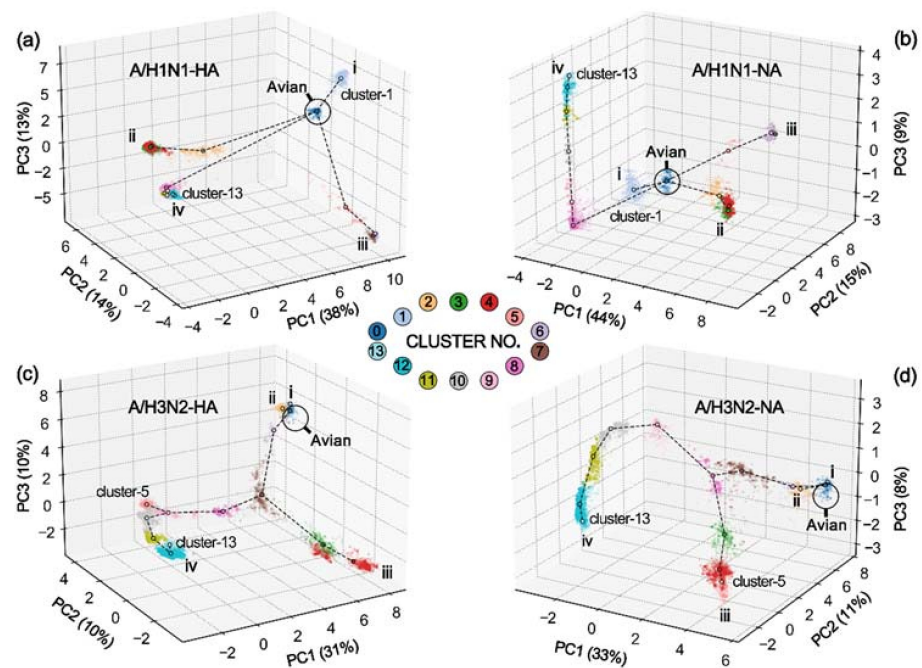 (a)
A/H1N1-HA
i
Avian
cluster-1
ii
cluster-13
iv
iii
7
5
2
0
−2
−5
PC3 (13%)
6
4
2
0
−2
−4
PC2 (14%)
−4
−2
0
2
4
6
8
10
PC1 (38%)
(b)
A/H1N1-NA
iv
cluster-13
i
Avian
iii
cluster-1
ii
4
3
2
1
0
−1
−2
−3
PC3 (9%)
−4
−2
0
2
4
6
8
PC1 (44%)
−2
0
2
4
6
8
PC2 (15%)
0
1
2
3
4
5
6
7
8
9
10
11
12
13
CLUSTER NO.
(c)
A/H3N2-HA
ii
i
Avian
cluster-5
cluster-13
iv
iii
8
6
4
2
0
−2
PC3 (10%)
4
2
0
−2
PC2 (10%)
−2
0
2
4
6
8
PC1 (31%)
(d)
A/H3N2-NA
i
ii
Avian
cluster-13
iv
cluster-5
iii
3
2
1
0
−1
−2
−3
PC3 (8%)
−6
−4
−2
0
2
4
6
PC1 (33%)
−2
0
2
4
6
8
PC2 (11%)